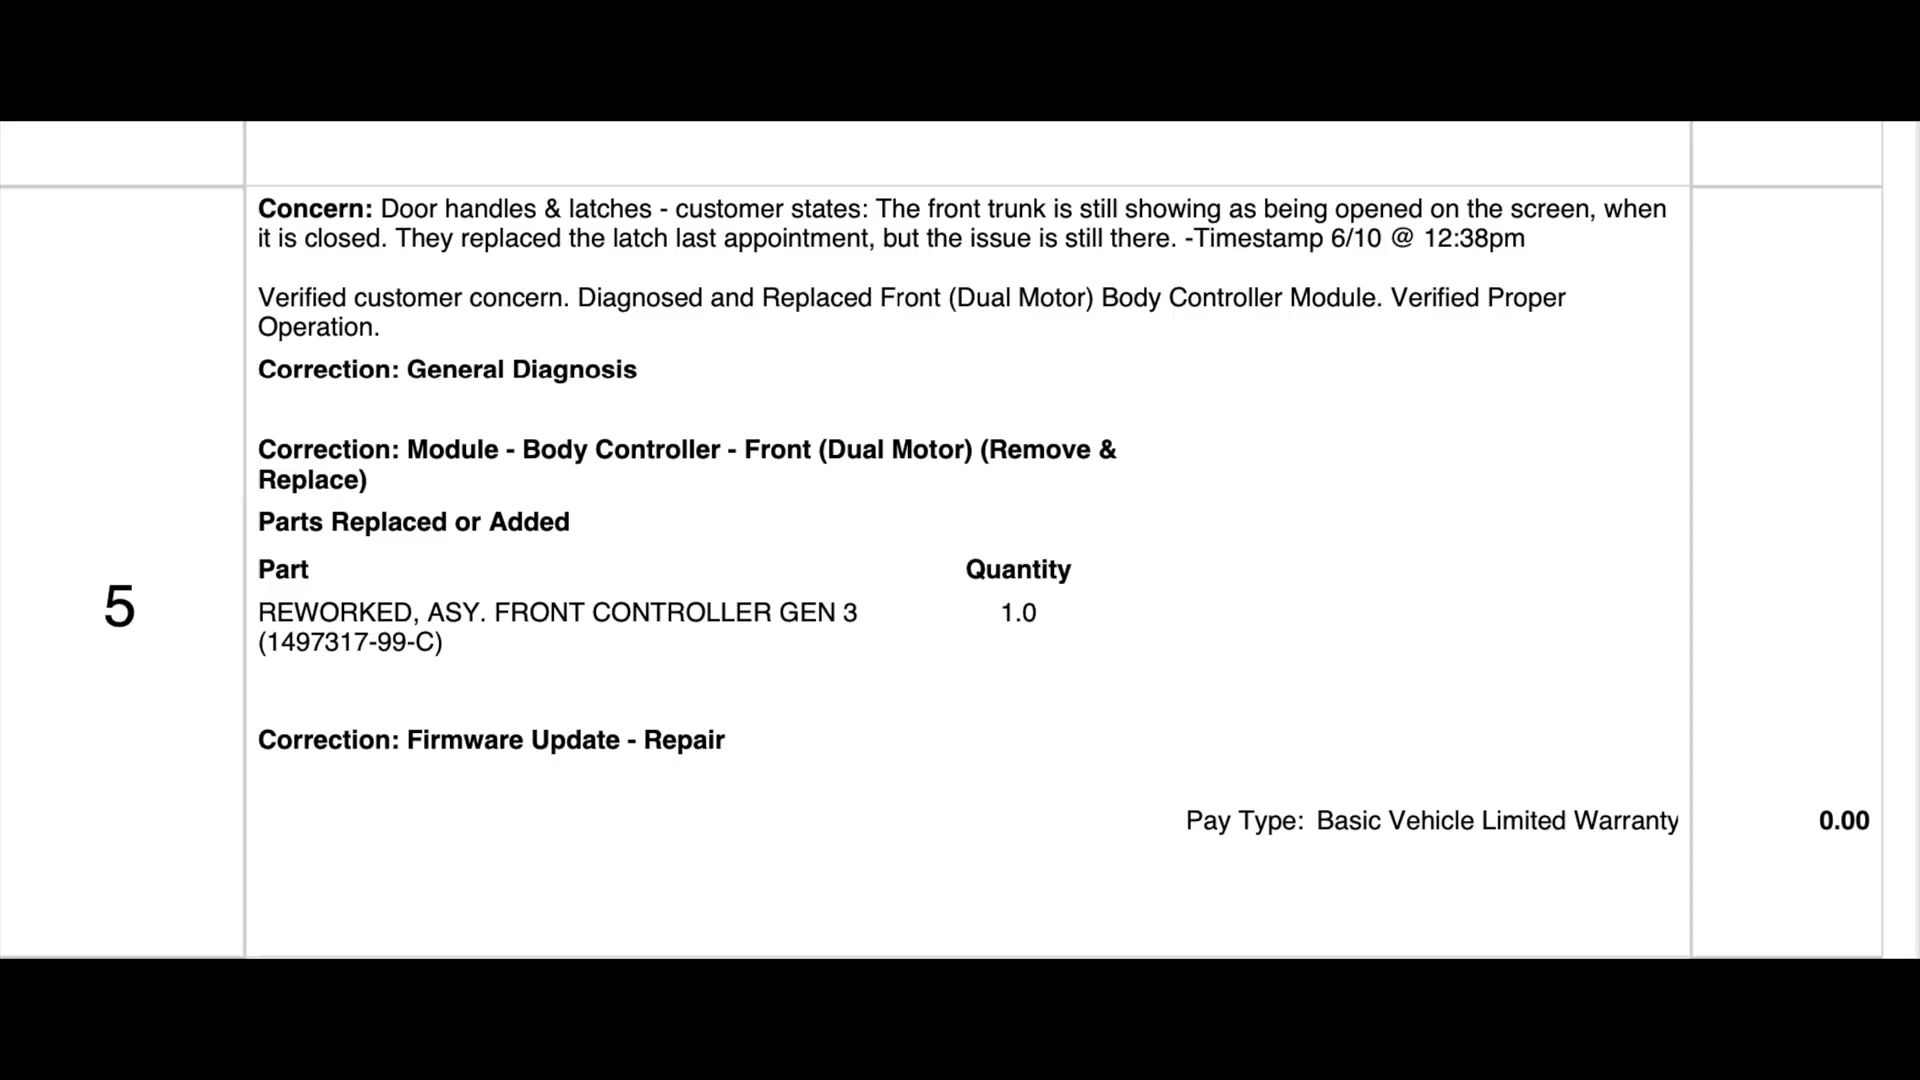 Concern: Door handles & latches - customer states: The front trunk is still showing as being opened on the screen, when
it is closed. They replaced the latch last appointment, but the issue is still there. -Timestamp 6/10 @ 12:38pm
Verified customer concern. Diagnosed and Replaced Front (Dual Motor) Body Controller Module. Verified Proper
Operation.
Correction: General Diagnosis
Correction: Module - Body Controller - Front (Dual Motor) (Remove &
Replace)
Parts Replaced or Added
Part Quantity
5
REWORKED, ASY. FRONT CONTROLLER GEN 3 1.0
(1497317-99-C)
Correction: Firmware Update - Repair
Pay Type: Basic Vehicle Limited Warranty 0.00